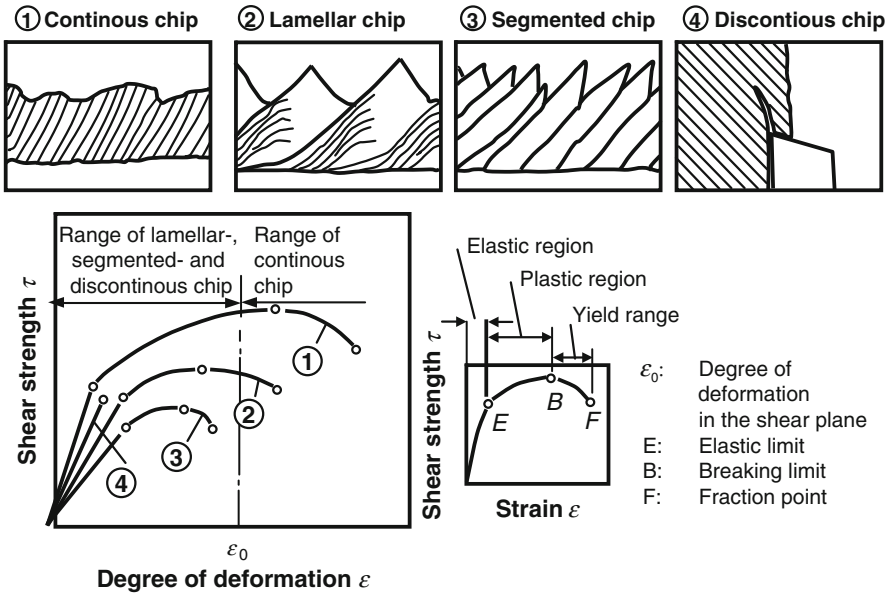 ① Continous chip
② Lamellar chip
③ Segmented chip
④ Discontious chip
Range of lamellar-,
segmented- and
discontinous chip
Range of
continous
chip
Shear strength τ
①
②
③
④
ε₀
Degree of deformation ε
Elastic region
Plastic region
Yield range
Shear strength τ
E
B
F
Strain ε
ε₀: Degree of
deformation
in the shear plane
E: Elastic limit
B: Breaking limit
F: Fraction point